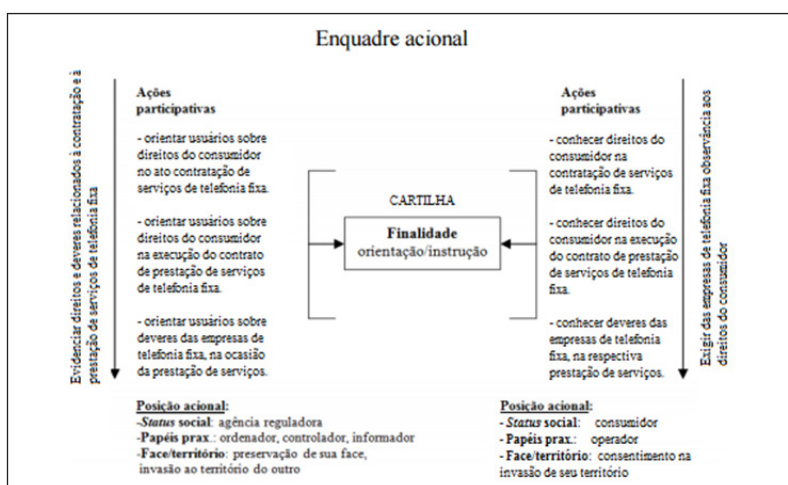 Enquadre acional
Evidenciar direitos e deveres relacionados à contratação e à
prestação de serviços de telefonia fixa
Ações
participativas
- orientar usuários sobre
direitos do consumidor
no ato contratação de
serviços de telefonia fixa.
- orientar usuários sobre
direitos do consumidor
na execução do contrato
de prestação de serviços
de telefonia fixa.
- orientar usuários sobre
deveres das empresas de
telefonia fixa, na ocasião
da prestação de serviços.
Posição acional:
-Status social: agência reguladora
-Papéis prax.: ordenador, controlador, informador
-Face/território: preservação de sua face,
invasão ao território do outro
CARTILHA
Finalidade
orientação/instrução
Ações
participativas
- conhecer direitos do
consumidor na
contratação de serviços
de telefonia fixa.
- conhecer direitos do
consumidor na execução
do contrato de prestação
de serviços de telefonia
fixa.
- conhecer deveres das
empresas de telefonia
fixa, na respectiva
prestação de serviços.
Posição acional:
- Status social: consumidor
- Papéis prax.: operador
- Face/território: consentimento na
invasão de seu território
Exigir das empresas de telefonia fixa observância aos
direitos do consumidor